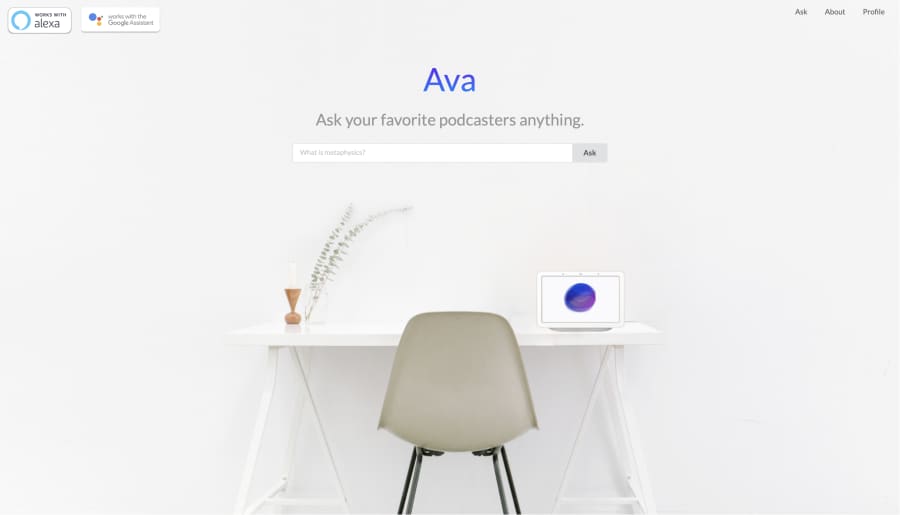 WORKS WITH
alexa
works with the
Google Assistant
Ask
About
Profile
Ava
Ask your favorite podcasters anything.
What is metaphysics?
Ask